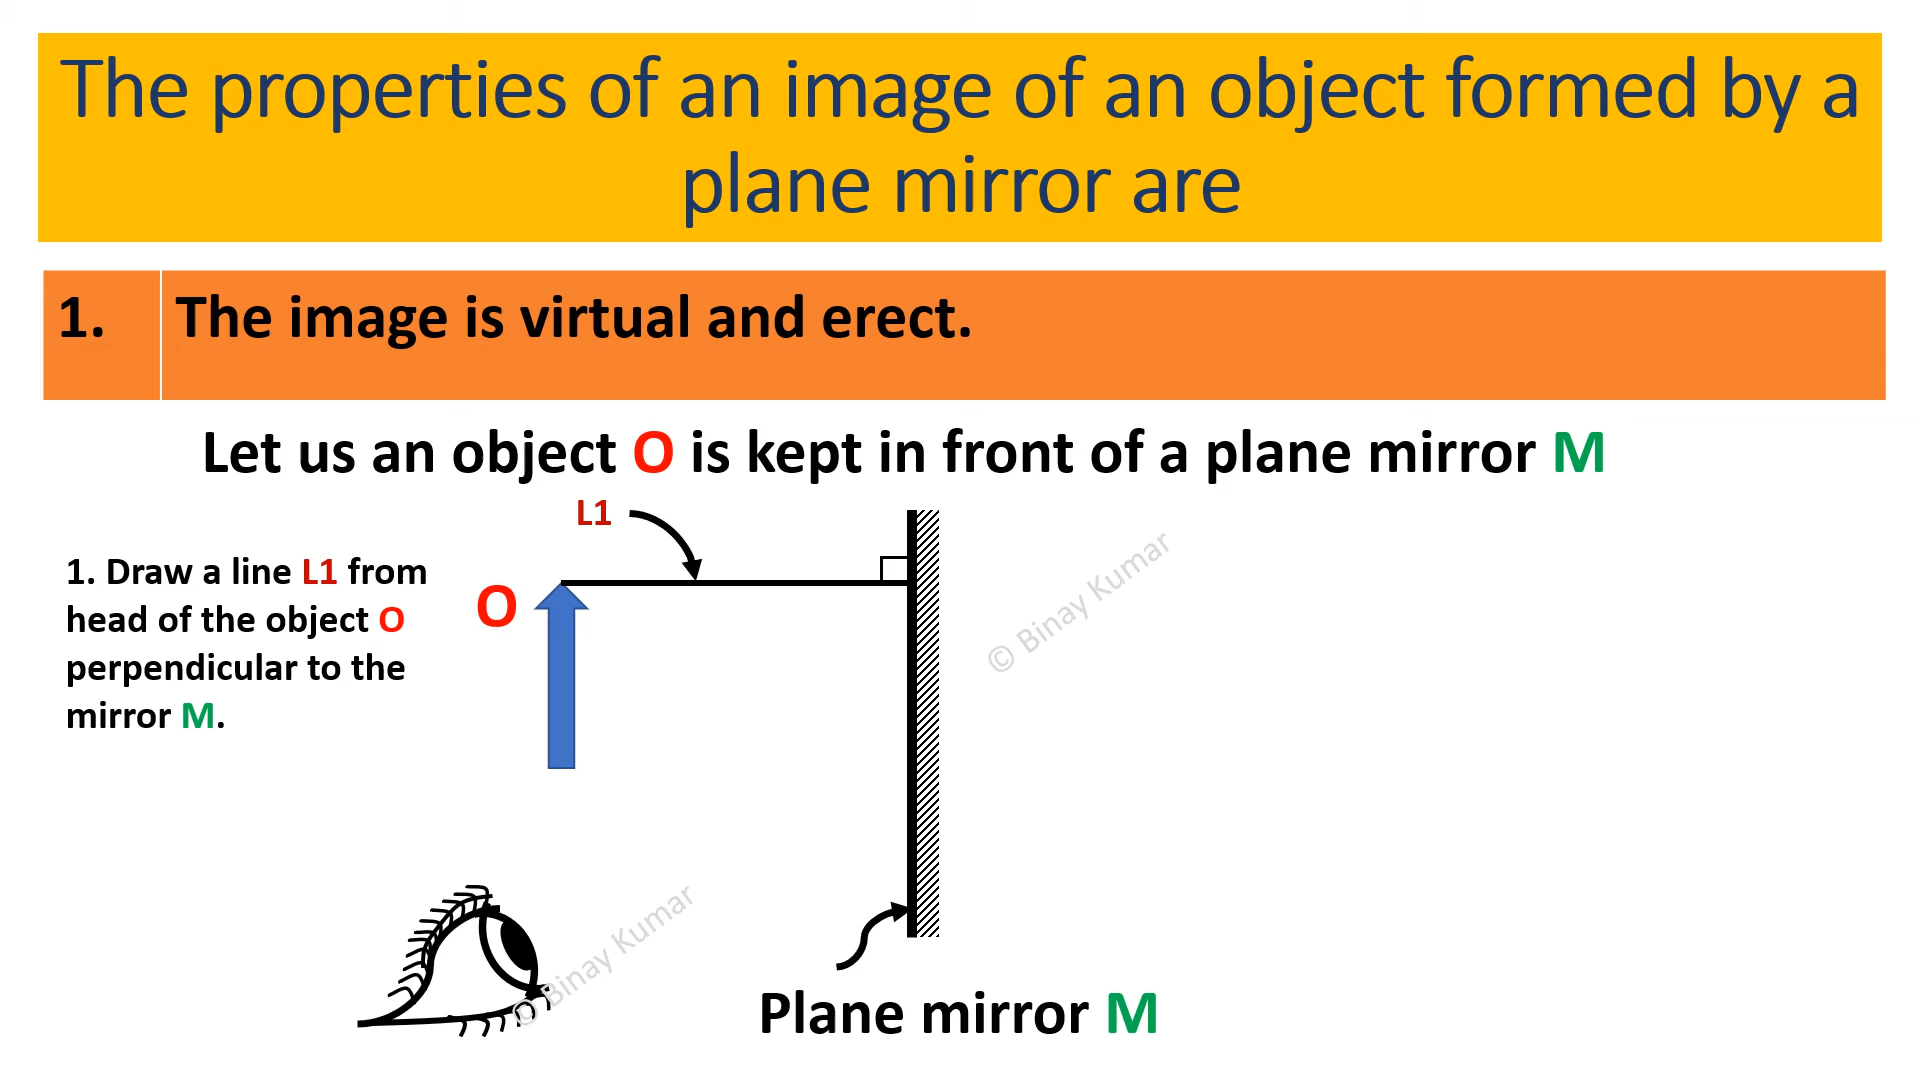 The properties of an image of an object formed by a
plane mirror are
1. The image is virtual and erect.
Let us an object O is kept in front of a plane mirror M
L1
1. Draw a line L1 from
head of the object O
perpendicular to the
mirror M.
O
© Binay Kumar
© Binay Kumar
Plane mirror M